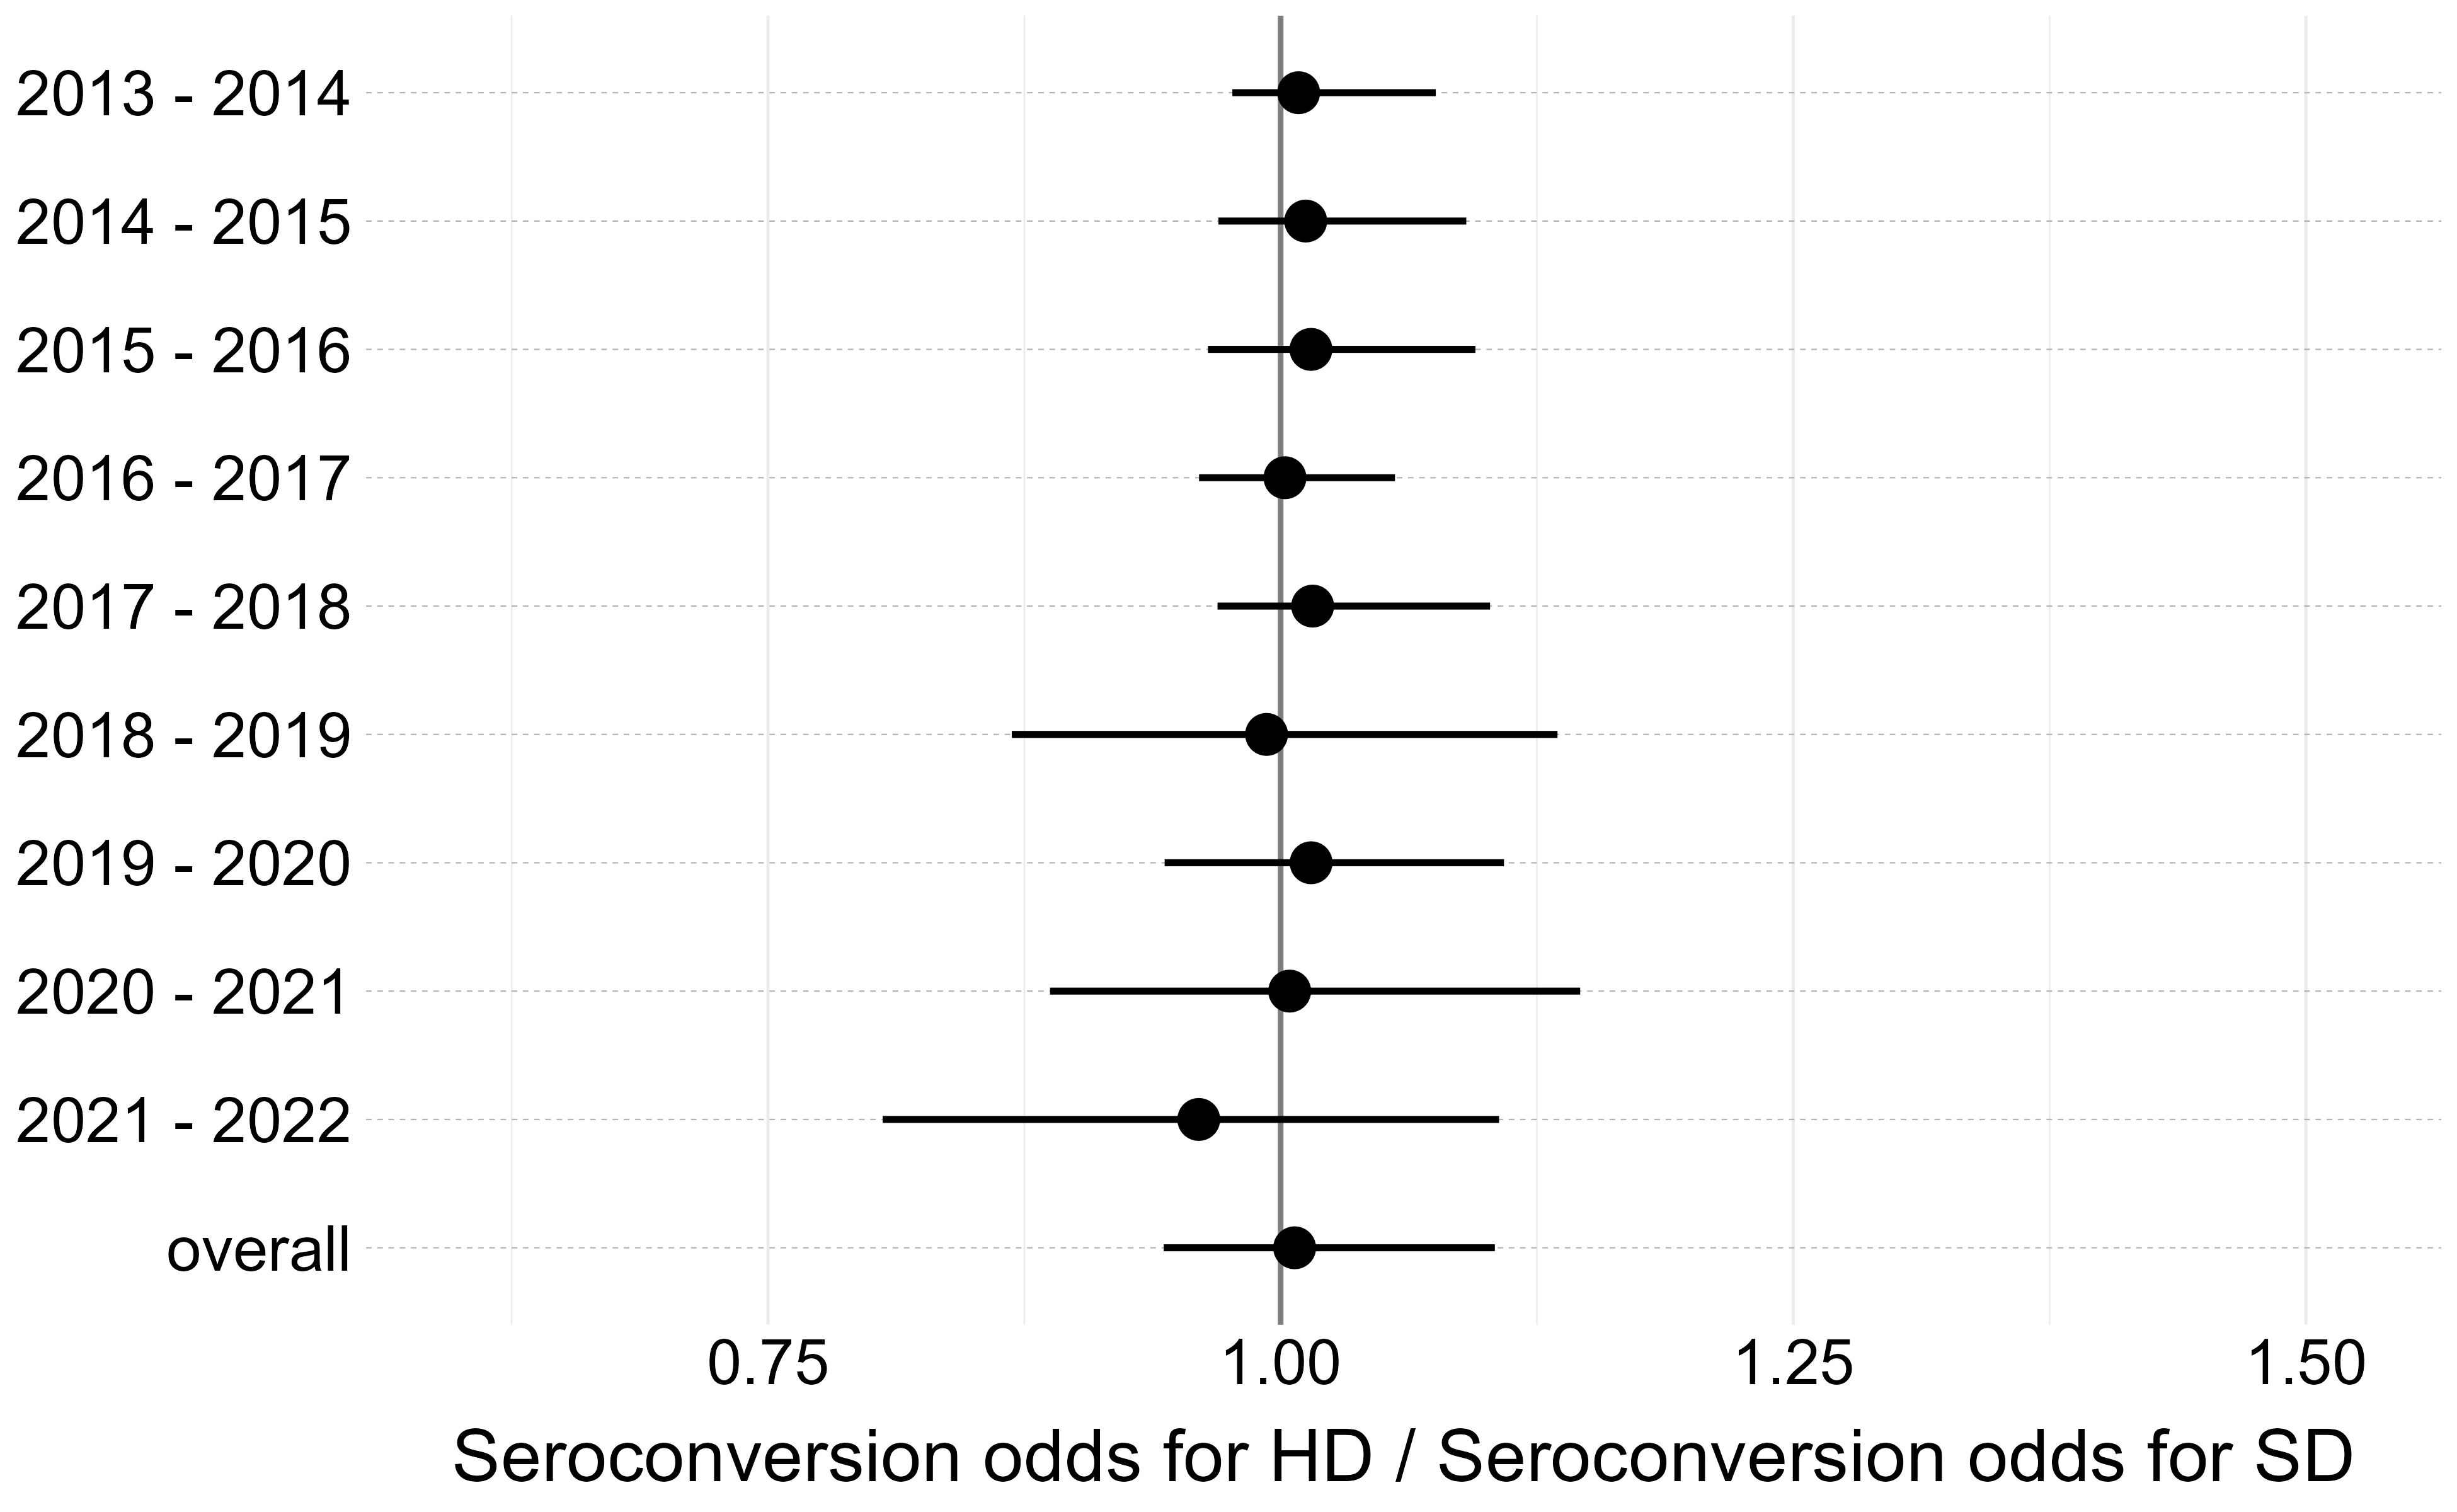 2013 - 2014
2014 - 2015
2015 - 2016
2016 - 2017
2017 - 2018
2018 - 2019
2019 - 2020
2020 - 2021
2021 - 2022
overall
0.75 1.00 1.25 1.50
Seroconversion odds for HD / Seroconversion odds for SD